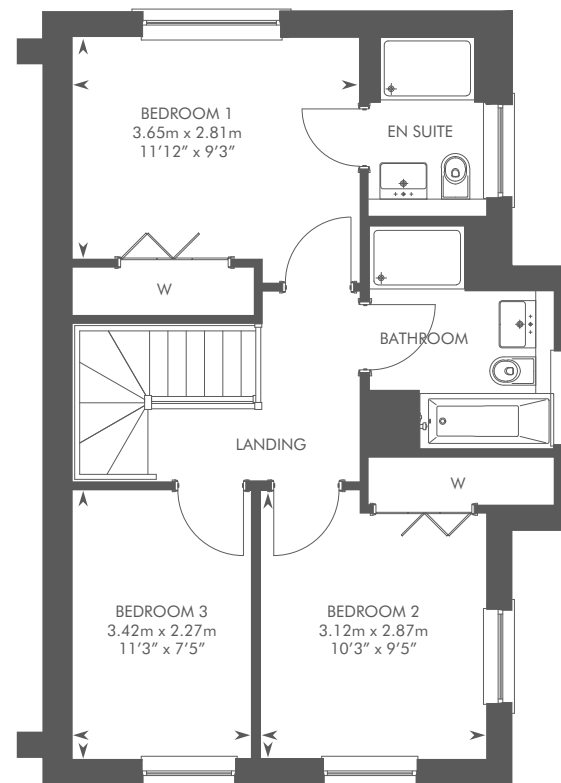 BEDROOM 1
3.65m x 2.81m
11’12” x 9’3”
EN SUITE
W
BATHROOM
LANDING
W
BEDROOM 3
3.42m x 2.27m
11’3” x 7’5”
BEDROOM 2
3.12m x 2.87m
10’3” x 9’5”